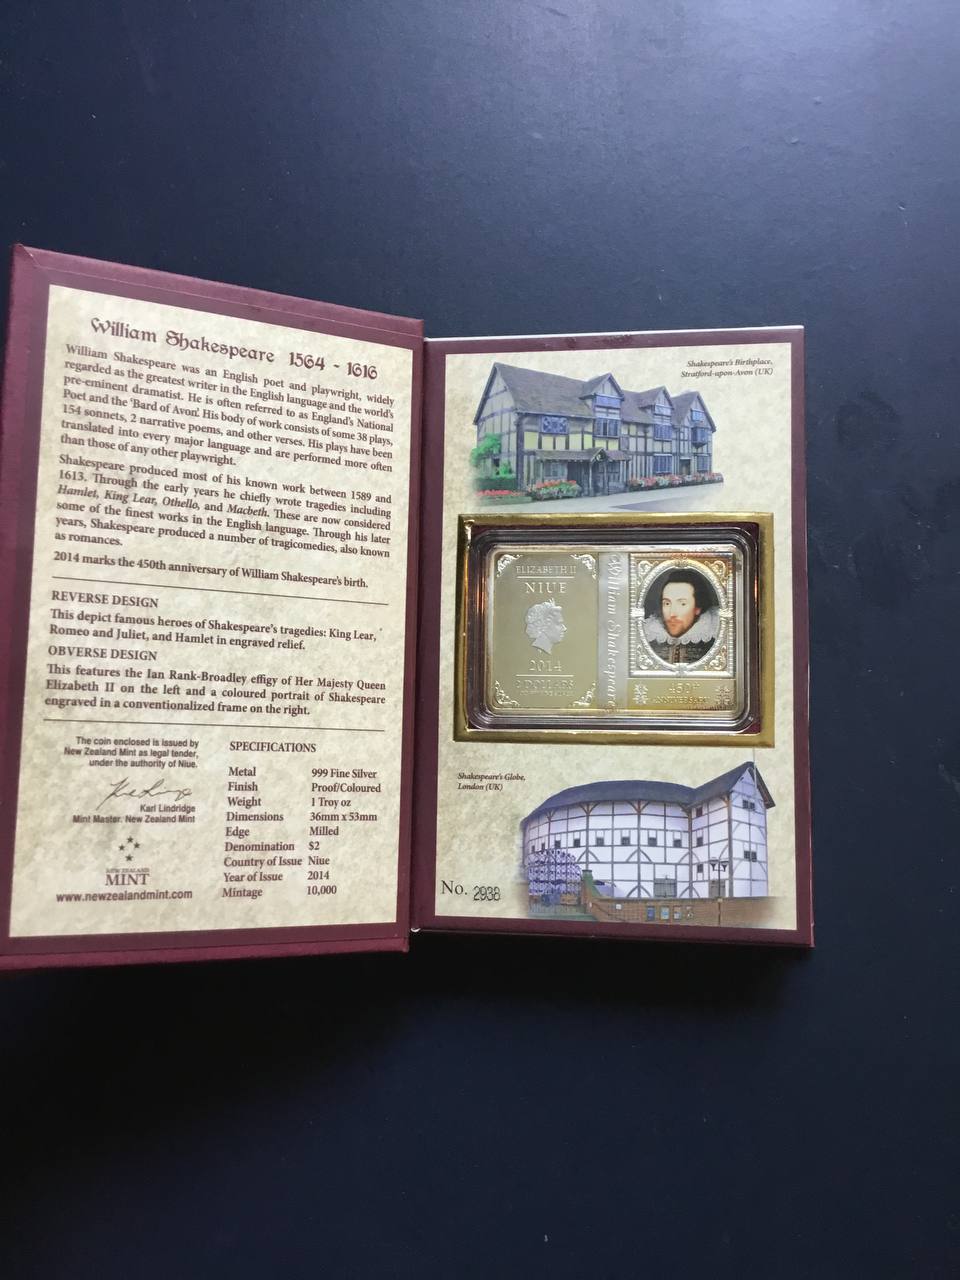 William Shakespeare 1564 - 1616
William Shakespeare was an English poet and playwright, widely
regarded as the greatest writer in the English language and the world's
pre-eminent dramatist. He is often referred to as England's National
Poet and the 'Bard of Avon'. His body of work consists of some 38 plays,
154 sonnets, 2 narrative poems, and other verses. His plays have been
translated into every major language and are performed more often
than those of any other playwright.
Shakespeare produced most of his known work between 1589 and
1613. Through the early years he chiefly wrote tragedies including
Hamlet, King Lear, Othello, and Macbeth. These are now considered
some of the finest works in the English language. Through his later
years, Shakespeare produced a number of tragicomedies, also known
as romances.
2014 marks the 450th anniversary of William Shakespeare's birth.
REVERSE DESIGN
This depict famous heroes of Shakespeare's tragedies: King Lear,
Romeo and Juliet, and Hamlet in engraved relief.
OBVERSE DESIGN
This features the Ian Rank-Broadley effigy of Her Majesty Queen
Elizabeth II on the left and a coloured portrait of Shakespeare
engraved in a conventionalized frame on the right.
The coin enclosed is issued by
New Zealand Mint as legal tender,
under the authority of Niue.
Karl Lindridge
Mint Master. New Zealand Mint
NEW ZEALAND
MINT
www.newzealandmint.com
SPECIFICATIONS
Metal 999 Fine Silver
Finish Proof/Coloured
Weight 1 Troy oz
Dimensions 36mm x 53mm
Edge Milled
Denomination $2
Country of Issue Niue
Year of Issue 2014
Mintage 10,000
Shakespeare's Birthplace,
Stratford-upon-Avon (UK)
ELIZABETH II
NIUE
2014
2 DOLLARS
William Shakespeare
450th
ANNIVERSARY
Shakespeare's Globe,
London (UK)
No. 2938